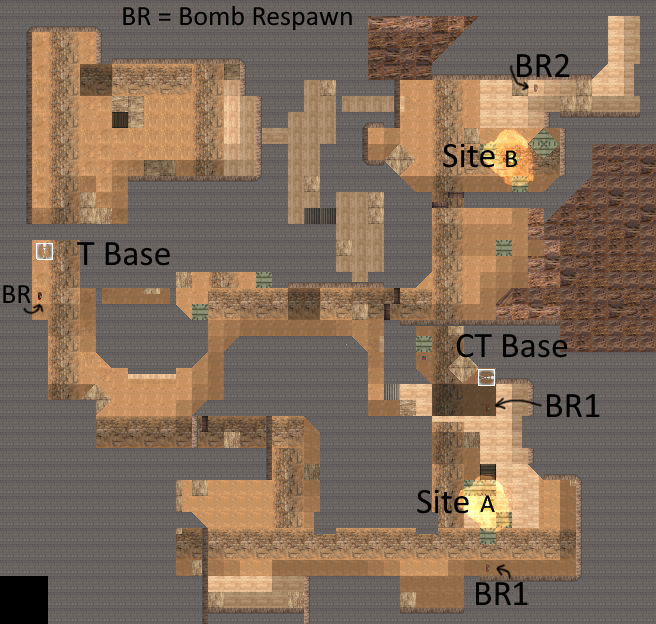 BR = Bomb Respawn
BR2
Site B
T Base
BR
CT Base
BR1
Site A
BR1